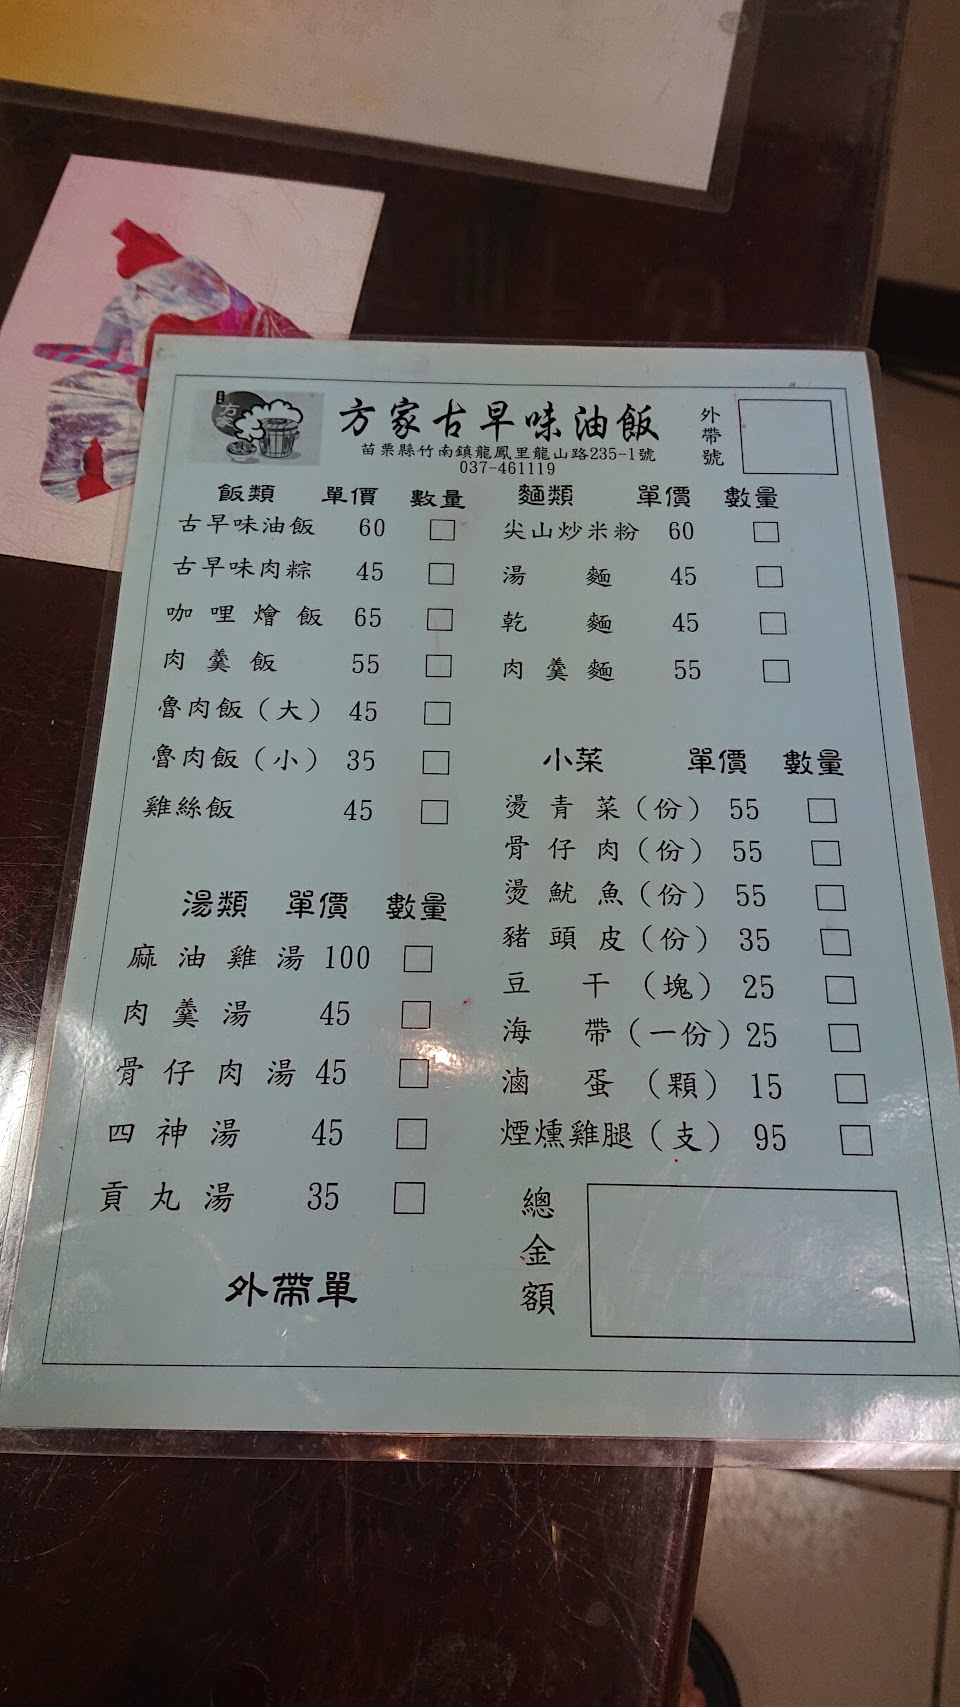 方家古早味油飯
苗栗縣竹南鎮龍鳳里龍山路235-1號
037-461119
外帶號
飯類 單價 數量
古早味油飯 60 □
古早味肉粽 45 □
咖哩燴飯 65 □
肉羹飯 55 □
魯肉飯(大) 45 □
魯肉飯(小) 35 □
雞絲飯 45 □
湯類 單價 數量
麻油雞湯 100 □
肉羹湯 45 □
骨仔肉湯 45 □
四神湯 45 □
貢丸湯 35 □
外帶單
麵類 單價 數量
尖山炒米粉 60 □
湯麵 45 □
乾麵 45 □
肉羹麵 55 □
小菜 單價 數量
燙青菜(份) 55 □
骨仔肉(份) 55 □
燙魷魚(份) 55 □
豬頭皮(份) 35 □
豆干(塊) 25 □
海帶(一份) 25 □
滷蛋(顆) 15 □
煙燻雞腿(支) 95 □
總金額